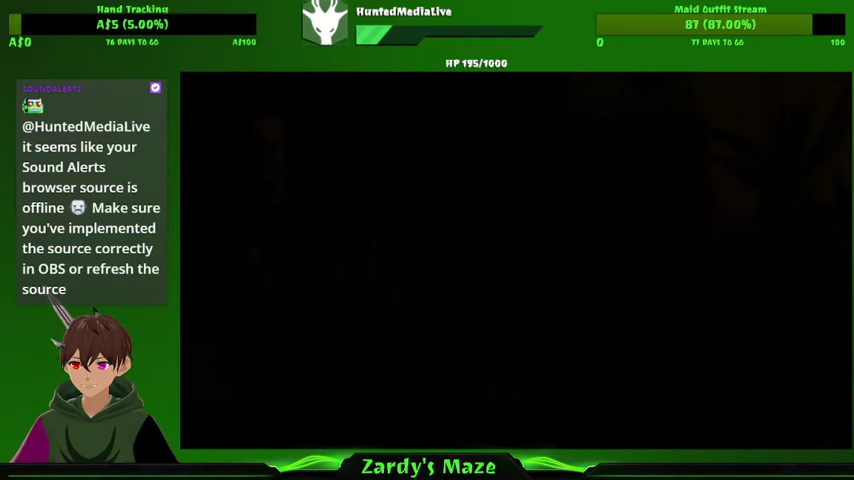 Hand Tracking
A$5 (5.00%)
A$0
76 DAYS TO GO
A$100
HuntedMediaLive
Maid Outfit Stream
87 (87.00%)
0
77 DAYS TO GO
100
HP 195/1000
SOUNDALERTS
@HuntedMediaLive
it seems like your
Sound Alerts
browser source is
offline Make sure
you've implemented
the source correctly
in OBS or refresh the
source
Zardy's Maze